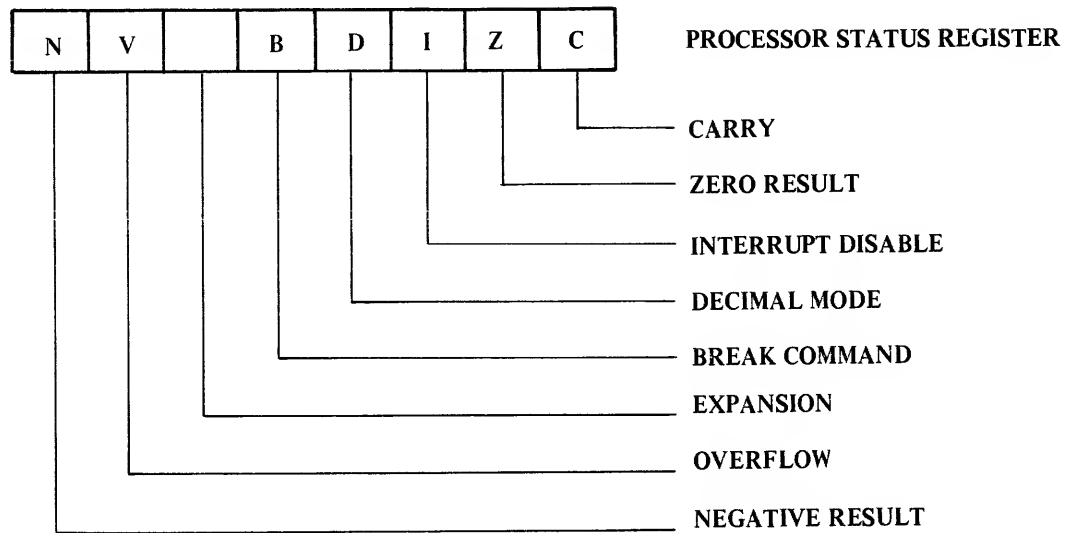 N V B D I Z C PROCESSOR STATUS REGISTER
CARRY
ZERO RESULT
INTERRUPT DISABLE
DECIMAL MODE
BREAK COMMAND
EXPANSION
OVERFLOW
NEGATIVE RESULT